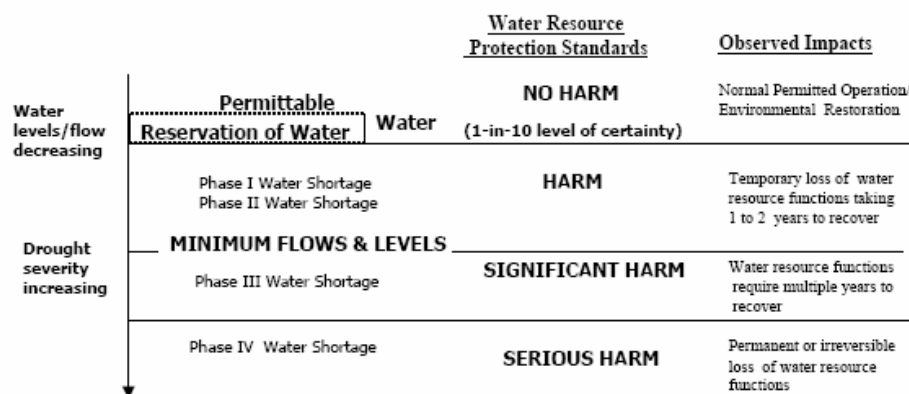 Water Resource
Protection Standards
Observed Impacts
Water
levels/flow
decreasing
Permittable
Reservation of Water
Water
NO HARM
(1-in-10 level of certainty)
Normal Permitted Operation/
Environmental Restoration
Phase I Water Shortage
Phase II Water Shortage
HARM
Temporary loss of water
resource functions taking
1 to 2 years to recover
Drought
severity
increasing
MINIMUM FLOWS & LEVELS
Phase III Water Shortage
SIGNIFICANT HARM
Water resource functions
require multiple years to
recover
Phase IV Water Shortage
SERIOUS HARM
Permanent or irreversible
loss of water resource
functions